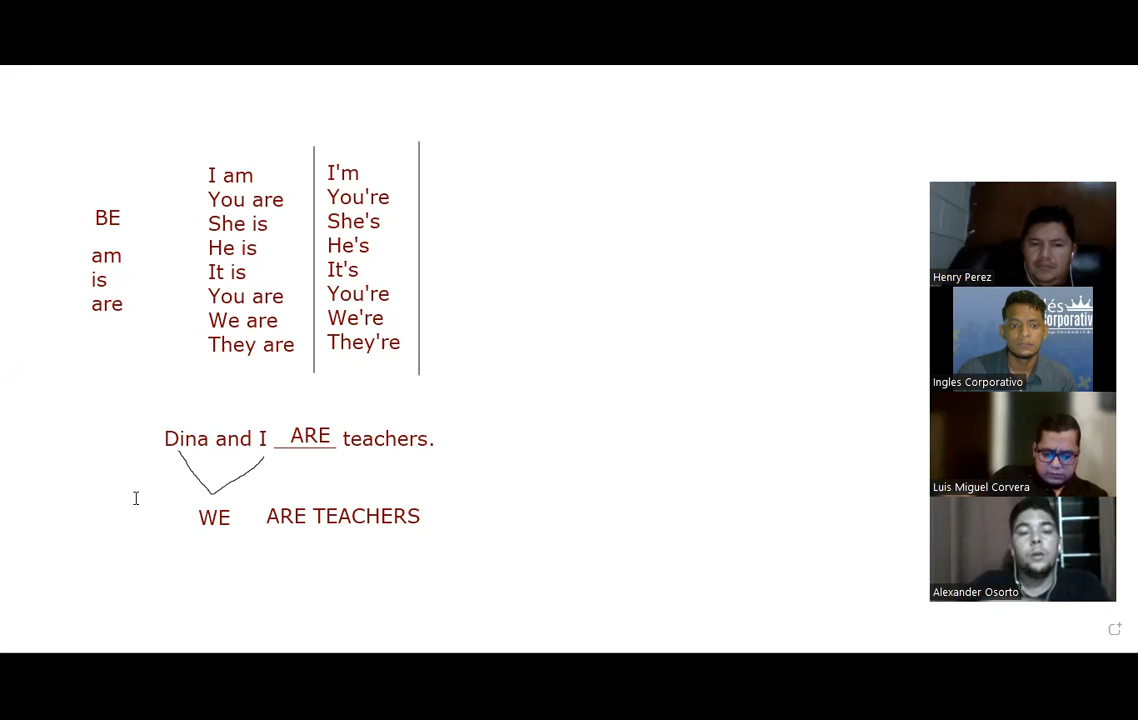 BE
am
is
are
I am
You are
She is
He is
It is
You are
We are
They are
I'm
You're
She's
He's
It's
You're
We're
They're
Dina and I ARE teachers.
WE ARE TEACHERS
Henry Perez
Ingles Corporativo
Luis Miguel Corvera
Alexander Osorto